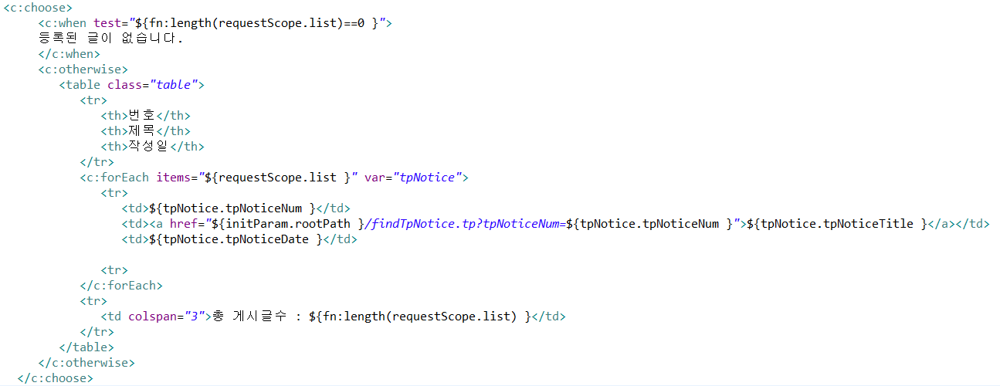 <c:choose>
<c:when test="${fn:length(requestScope.list)==0 }">
등록된 글이 없습니다.
</c:when>
<c:otherwise>
<table class="table">
<tr>
<th>번호</th>
<th>제목</th>
<th>작성일</th>
</tr>
<c:forEach items="${requestScope.list }" var="tpNotice">
<tr>
<td>${tpNotice.tpNoticeNum }</td>
<td><a href="${initParam.rootPath }/findTpNotice.tp?tpNoticeNum=${tpNotice.tpNoticeNum }">${tpNotice.tpNoticeTitle }</a></td>
<td>${tpNotice.tpNoticeDate }</td>
<tr>
</c:forEach>
<tr>
<td colspan="3">총 게시글수 : ${fn:length(requestScope.list) }</td>
</tr>
</table>
</c:otherwise>
</c:choose>